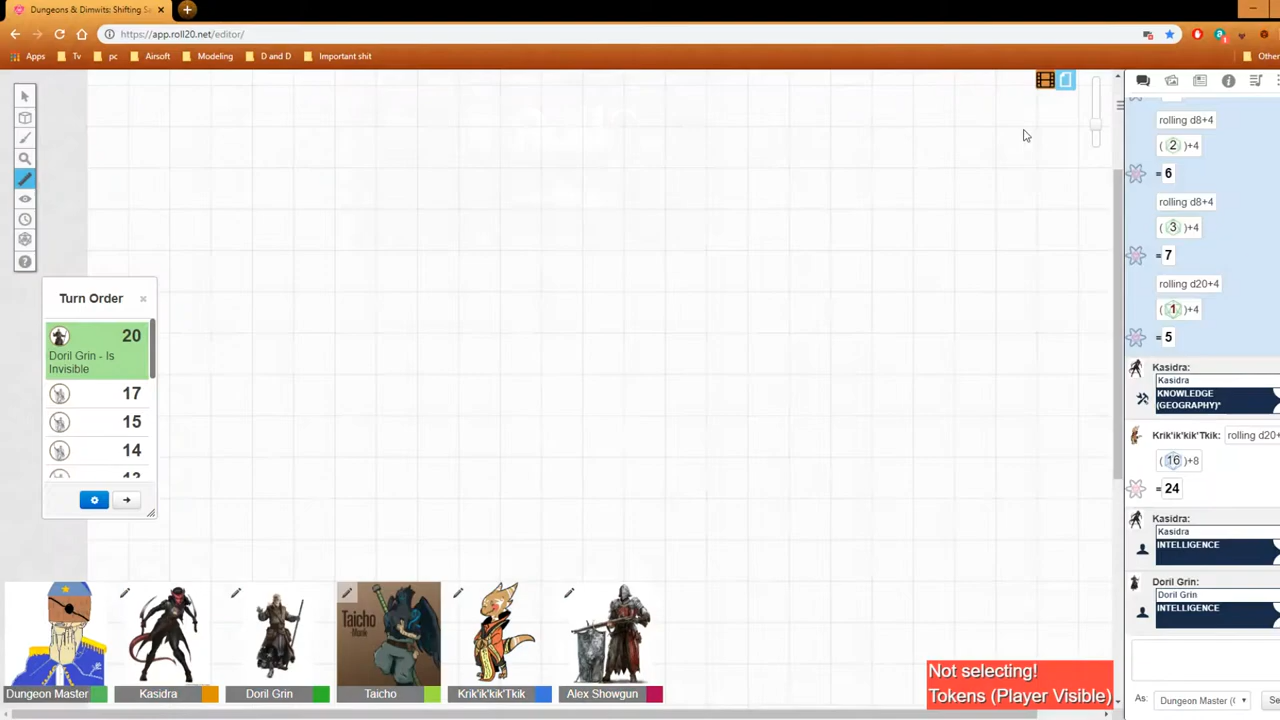 Dungeons & Dimwits: Shifting Sa
https://app.roll20.net/editor/
Apps Tv pc Airsoft Modeling D and D Important shit Other
rolling d8+4
( 2 )+4
= 6
rolling d8+4
( 3 )+4
= 7
rolling d20+4
( 1 )+4
= 5
Kasidra:
Kasidra
KNOWLEDGE
(GEOGRAPHY)*
Krik'ik'kik'Tkik: rolling d20+
( 16 )+8
= 24
Kasidra:
Kasidra
INTELLIGENCE
Doril Grin:
Doril Grin
INTELLIGENCE
As: Dungeon Master (
Se
Turn Order ×
20
Doril Grin - Is
Invisible
17
15
14
Taicho
-Monk
Dungeon Master
Kasidra
Doril Grin
Taicho
Krik'ik'kik'Tkik
Alex Showgun
Not selecting!
Tokens (Player Visible)